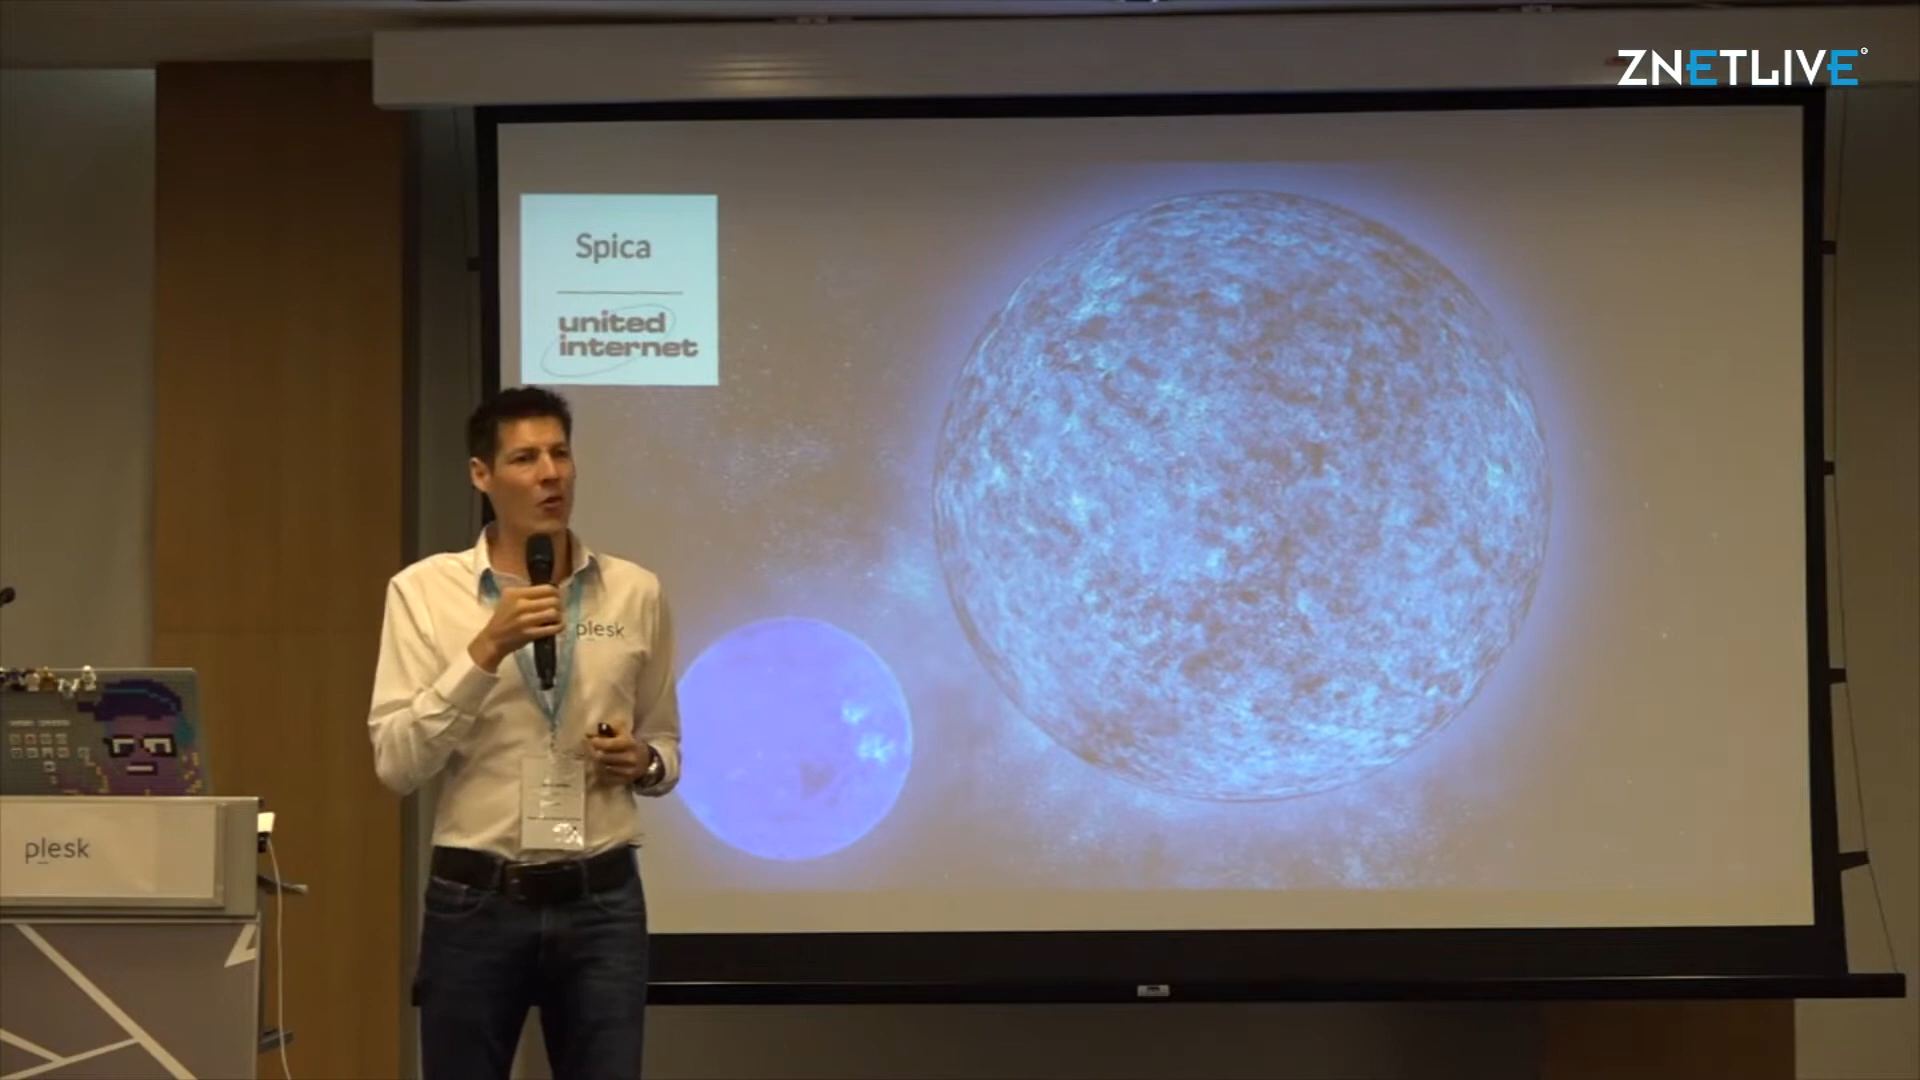 ZNETLIVE
Spica
united
internet
plesk
plesk